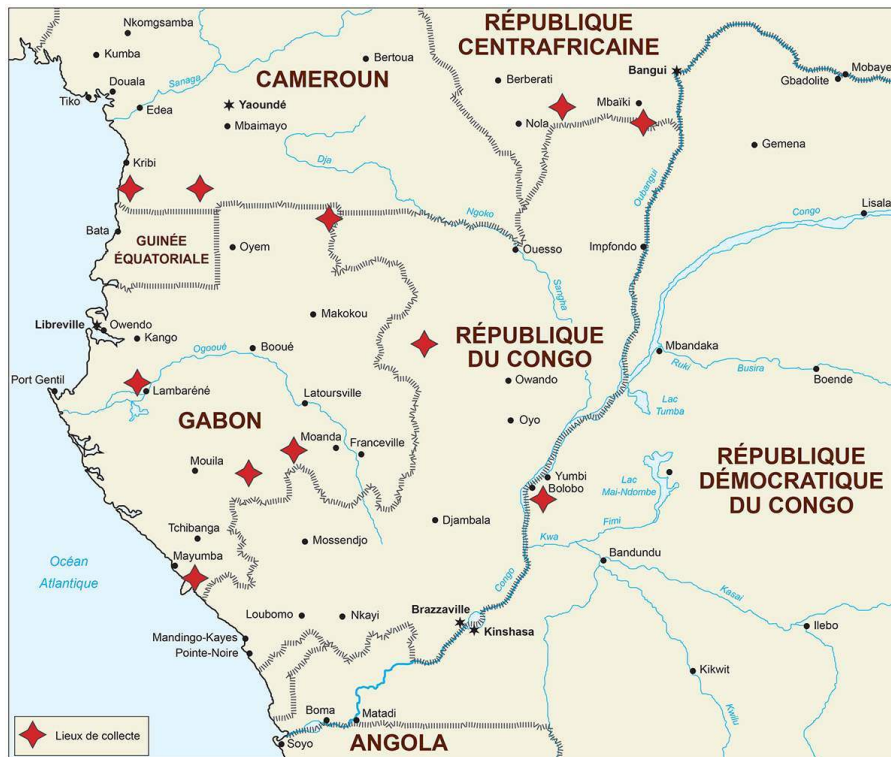 Nkomgsamba
RÉPUBLIQUE
CENTRAFRICAINE
Kumba
Bertoua
Mobaye
Bangui
Gbadolite
CAMEROUN
Berberati
Douala
Sanaga
Tiko
Edea
Yaoundé
Mbaïki
Mbaimayo
Nola
Gemena
Dja
Kribi
Oubangui
Ngoko
Congo
Lisala
Bata
GUINÉE
ÉQUATORIALE
Oyem
Ouesso
Impfondo
Sangha
Makokou
Libreville
Owendo
Kango
Ogooué
Booué
RÉPUBLIQUE
DU CONGO
Mbandaka
Ruki
Busira
Boende
Port Gentil
Lambaréné
Latoursville
Owando
Lac
Tumba
GABON
Oyo
Moanda
Franceville
Mouila
Yumbi
Bolobo
Lac
Mai-Ndombe
RÉPUBLIQUE
DÉMOCRATIQUE
DU CONGO
Tchibanga
Mossendjo
Djambala
Fimi
Kwa
Bandundu
Océan
Atlantique
Mayumba
Congo
Kasai
Loubomo
Nkayi
Brazzaville
Kinshasa
Ilebo
Mandingo-Kayes
Pointe-Noire
Kikwit
Kwilu
Boma
Matadi
Soyo
ANGOLA
Lieux de collecte